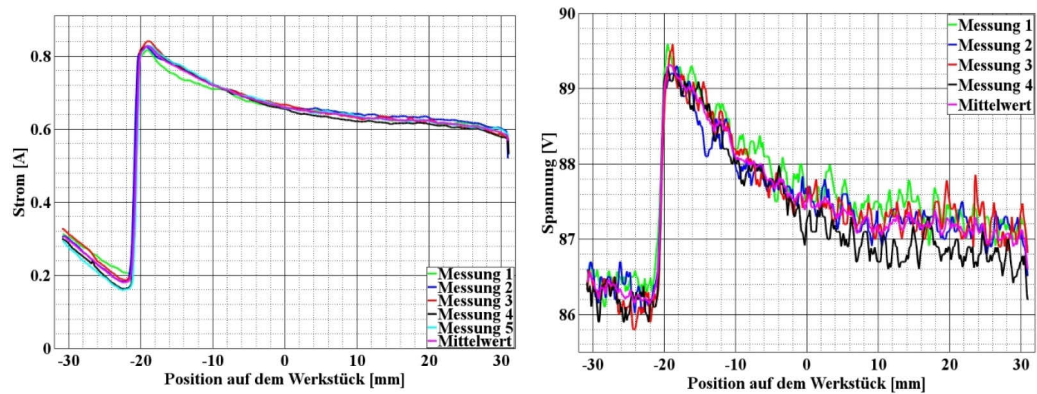 0.8
0.6
0.4
0.2
0
Strom [A]
-30 -20 -10 0 10 20 30
Position auf dem Werkstück [mm]
Messung 1
Messung 2
Messung 3
Messung 4
Messung 5
Mittelwert
90
89
88
87
86
Spannung [V]
-30 -20 -10 0 10 20 30
Position auf dem Werkstück [mm]
Messung 1
Messung 2
Messung 3
Messung 4
Mittelwert